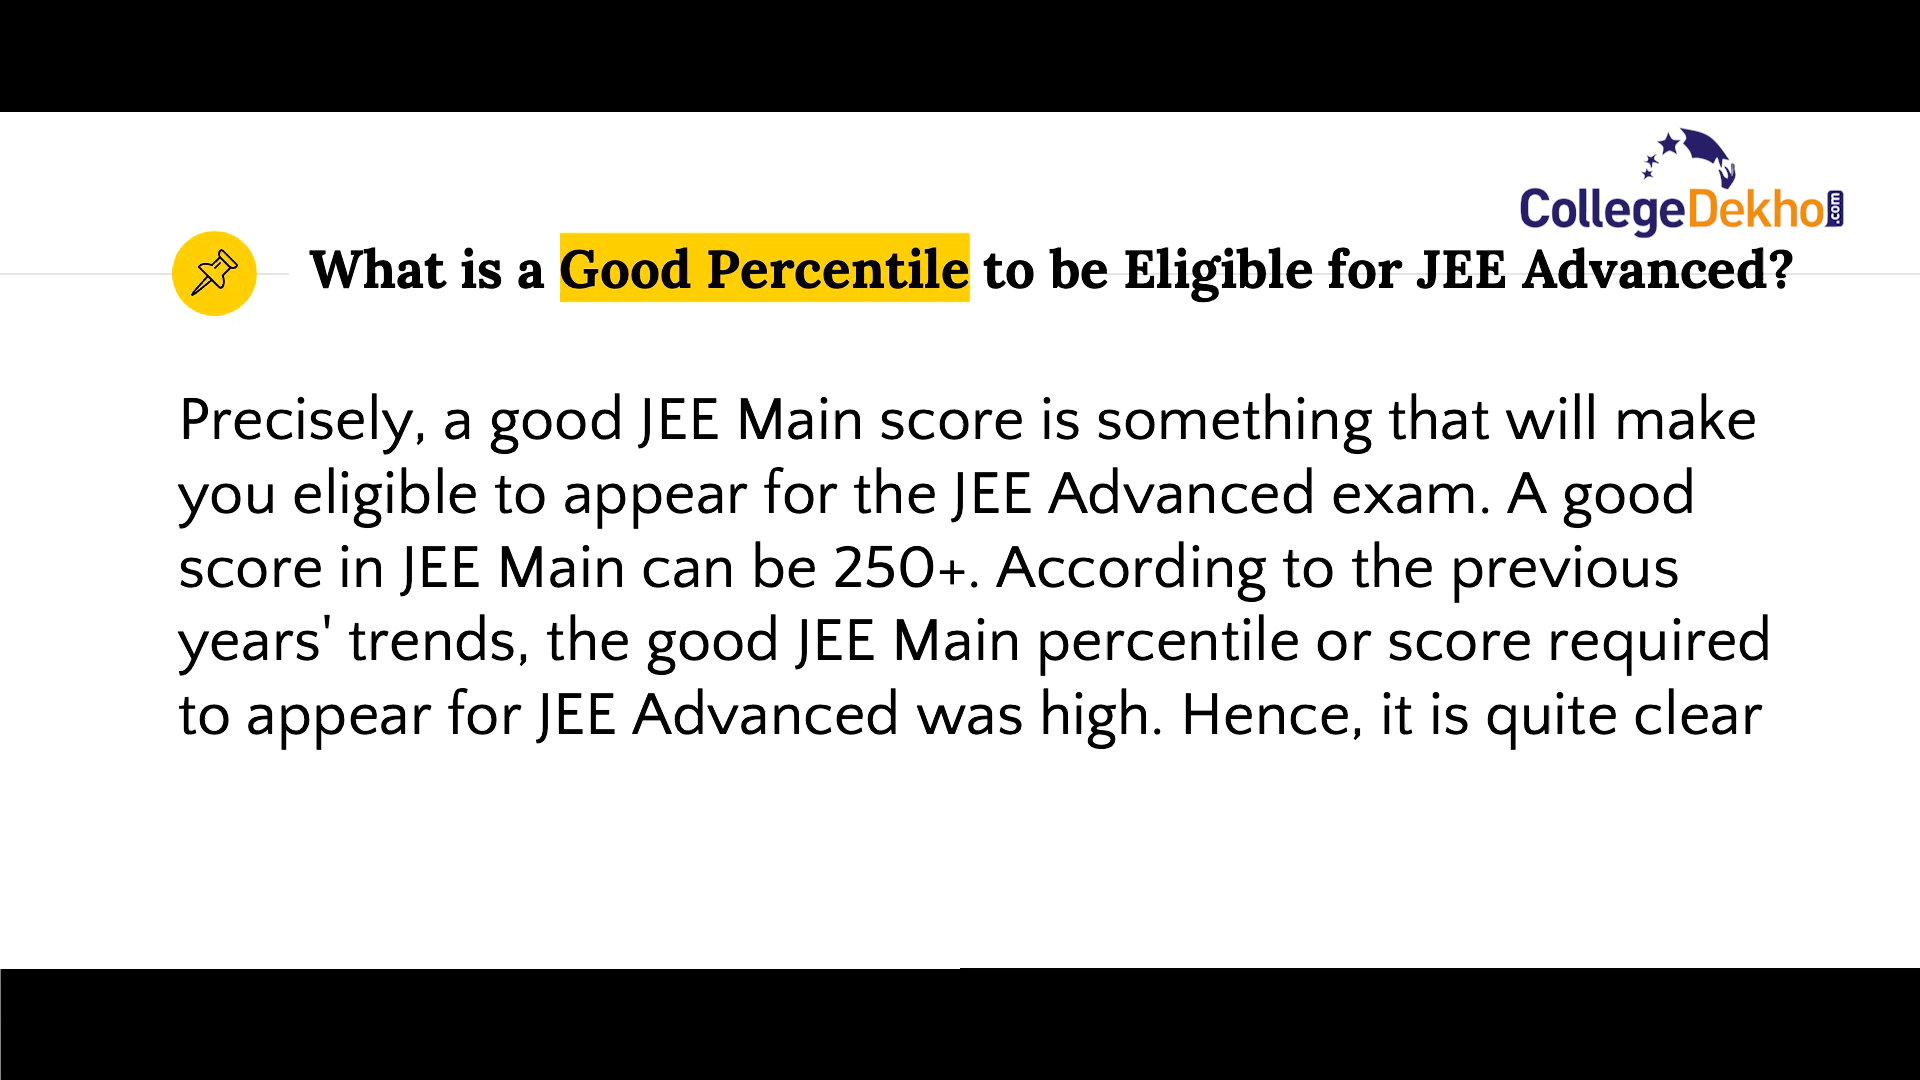 CollegeDekho.com
What is a Good Percentile to be Eligible for JEE Advanced?
Precisely, a good JEE Main score is something that will make
you eligible to appear for the JEE Advanced exam. A good
score in JEE Main can be 250+. According to the previous
years' trends, the good JEE Main percentile or score required
to appear for JEE Advanced was high. Hence, it is quite clear